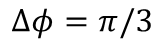 Δϕ = π/3